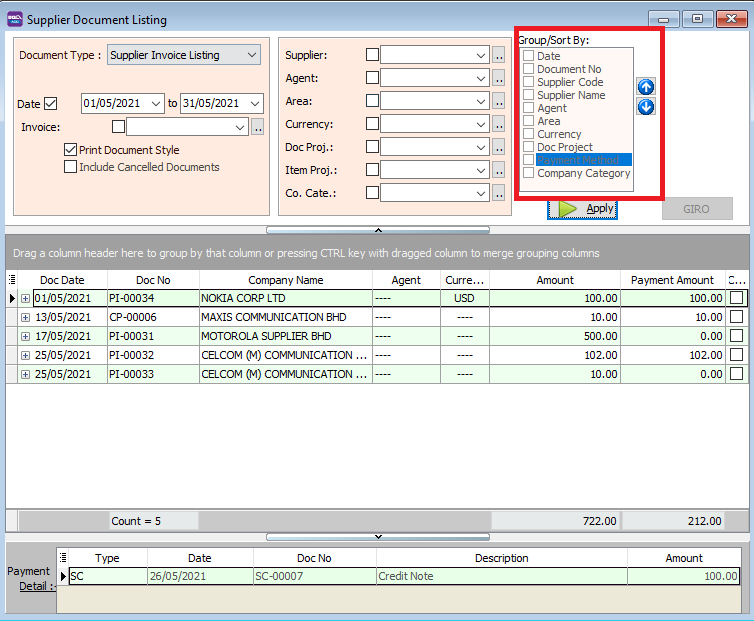 Supplier Document Listing
Document Type : Supplier Invoice Listing
Date 01/05/2021 to 31/05/2021
Invoice: ..
Print Document Style
Include Cancelled Documents
Supplier: ..
Agent: ..
Area: ..
Currency: ..
Doc Proj.: ..
Item Proj.: ..
Co. Cate.: ..
Group/Sort By:
Date
Document No
Supplier Code
Supplier Name
Agent
Area
Currency
Doc Project
Payment Method
Company Category
Apply
GIRO
Drag a column header here to group by that column or pressing CTRL key with dragged column to merge grouping columns
Doc Date Doc No Company Name Agent Curre... Amount Payment Amount C...
01/05/2021 PI-00034 NOKIA CORP LTD ---- USD 100.00 100.00
13/05/2021 CP-00006 MAXIS COMMUNICATION BHD ---- ---- 10.00 10.00
17/05/2021 PI-00031 MOTOROLA SUPPLIER BHD ---- ---- 500.00 0.00
25/05/2021 PI-00032 CELCOM (M) COMMUNICATION ... ---- ---- 102.00 102.00
25/05/2021 PI-00033 CELCOM (M) COMMUNICATION ... ---- ---- 10.00 0.00
Count = 5 722.00 212.00
Payment
Detail :-
Type Date Doc No Description Amount
SC 26/05/2021 SC-00007 Credit Note 100.00